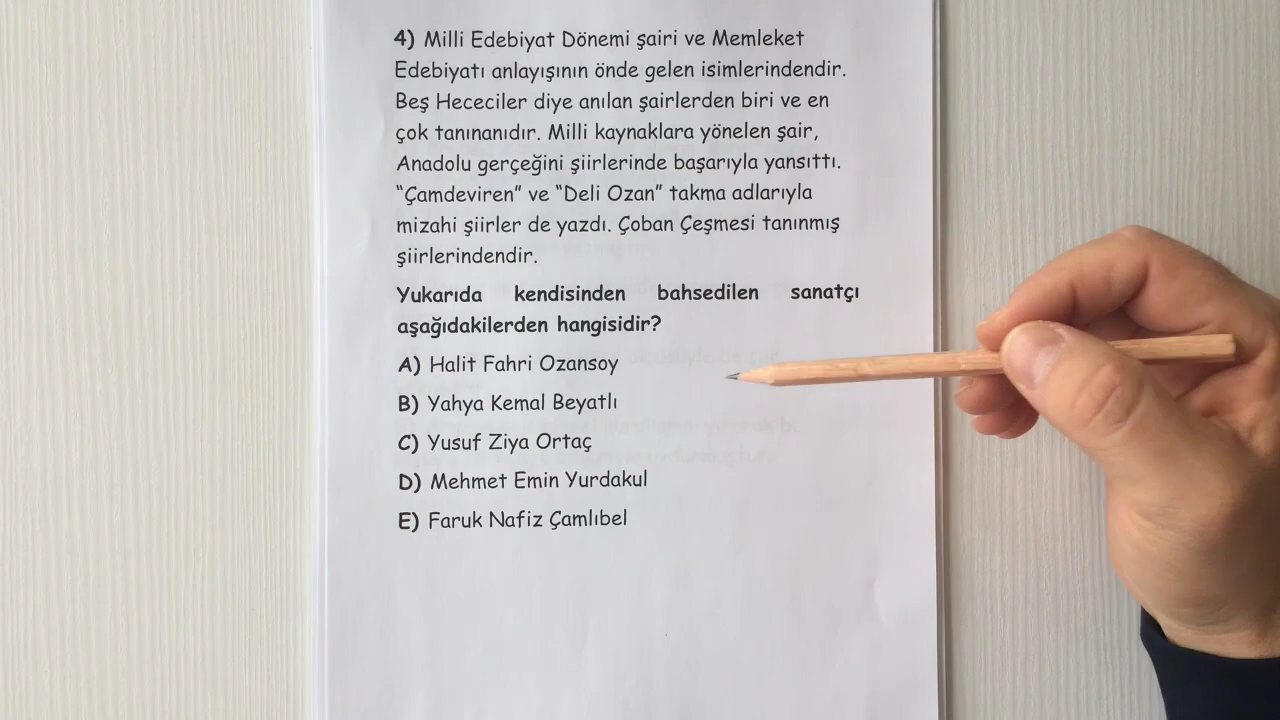 4) Milli Edebiyat Dönemi şairi ve Memleket
Edebiyatı anlayışının önde gelen isimlerindendir.
Beş Hececiler diye anılan şairlerden biri ve en
çok tanınanıdır. Milli kaynaklara yönelen şair,
Anadolu gerçeğini şiirlerinde başarıyla yansıttı.
“Çamdeviren” ve “Deli Ozan” takma adlarıyla
mizahi şiirler de yazdı. Çoban Çeşmesi tanınmış
şiirlerindendir.
Yukarıda kendisinden bahsedilen sanatçı
aşağıdakilerden hangisidir?
A) Halit Fahri Ozansoy
B) Yahya Kemal Beyatlı
C) Yusuf Ziya Ortaç
D) Mehmet Emin Yurdakul
E) Faruk Nafiz Çamlıbel